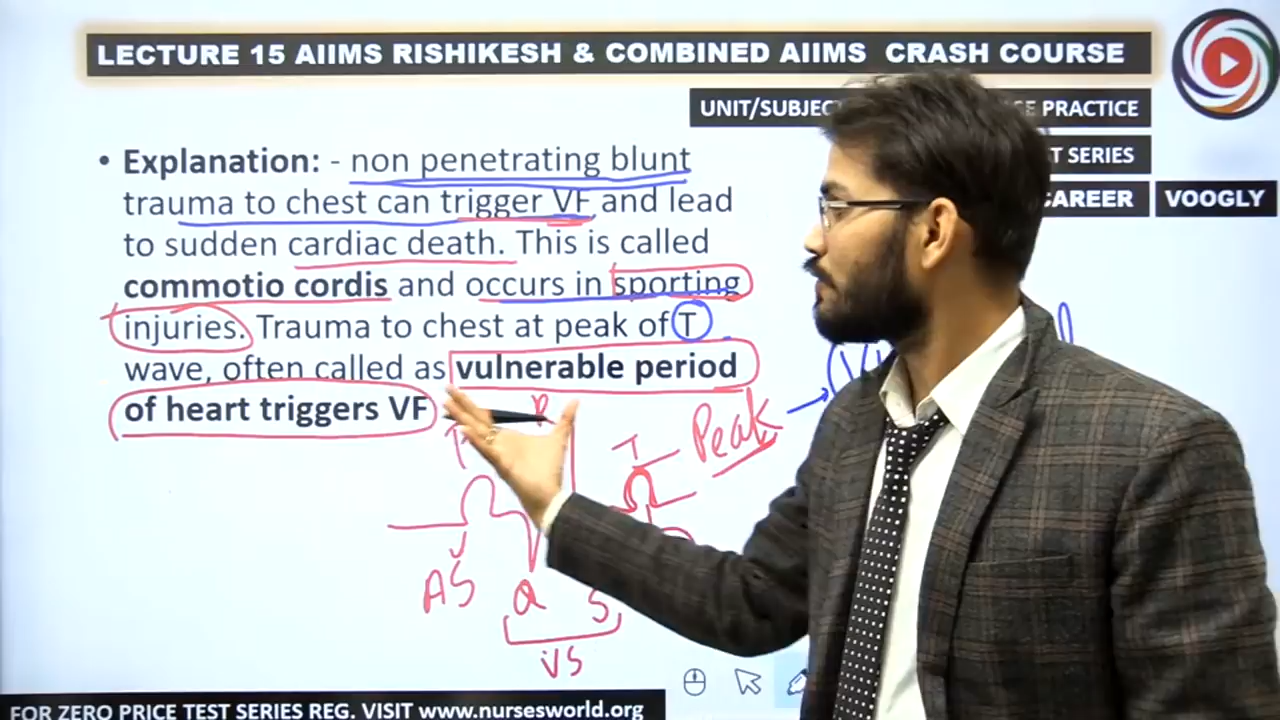 LECTURE 15 AIIMS RISHIKESH & COMBINED AIIMS CRASH COURSE
PRACTICE
T SERIES
CAREER
VOOGLY
• Explanation: - non penetrating blunt
trauma to chest can trigger VF and lead
to sudden cardiac death. This is called
commotio cordis and occurs in sporting
injuries. Trauma to chest at peak of T
wave, often called as vulnerable period
of heart triggers VF
T Peak
AS Q S
VS
FOR ZERO PRICE TEST SERIES REG. VISIT www.nursesworld.org